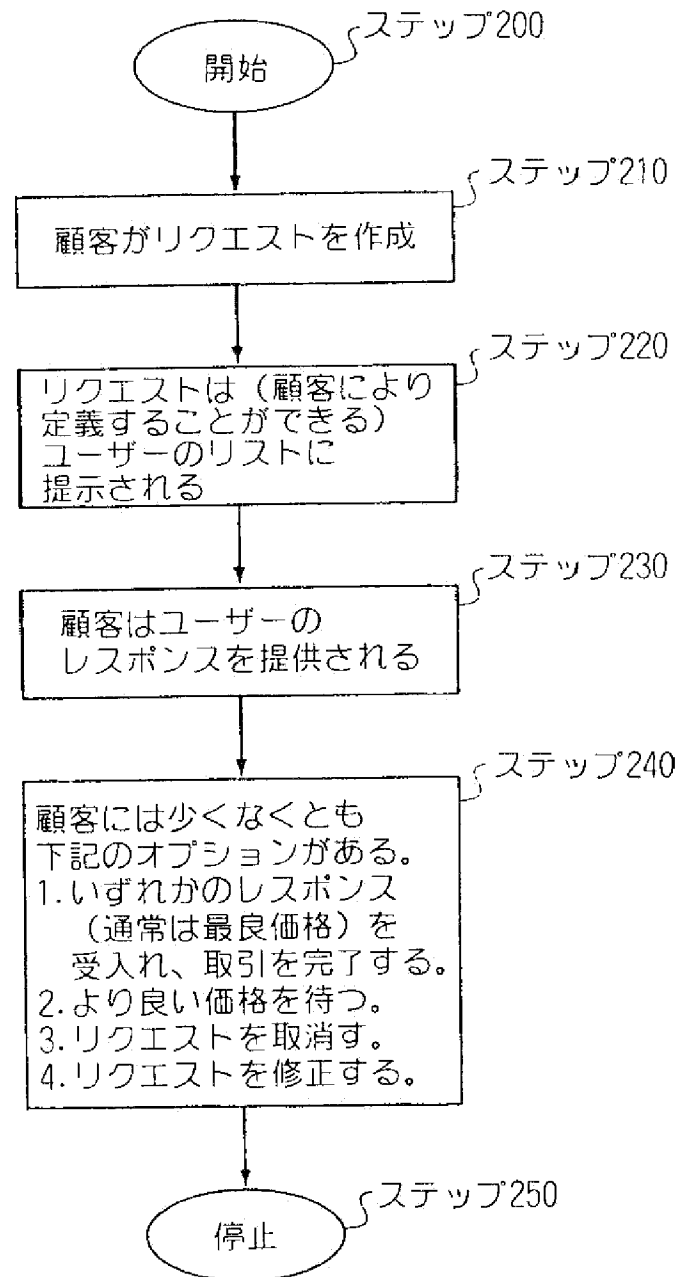 ステップ200
開始
ステップ210
顧客がリクエストを作成
ステップ220
リクエストは（顧客により
定義することができる）
ユーザーのリストに
提示される
ステップ230
顧客はユーザーの
レスポンスを提供される
ステップ240
顧客には少くなくとも
下記のオプションがある。
1.いずれかのレスポンス
（通常は最良価格）を
受入れ、取引を完了する。
2.より良い価格を待つ。
3.リクエストを取消す。
4.リクエストを修正する。
ステップ250
停止